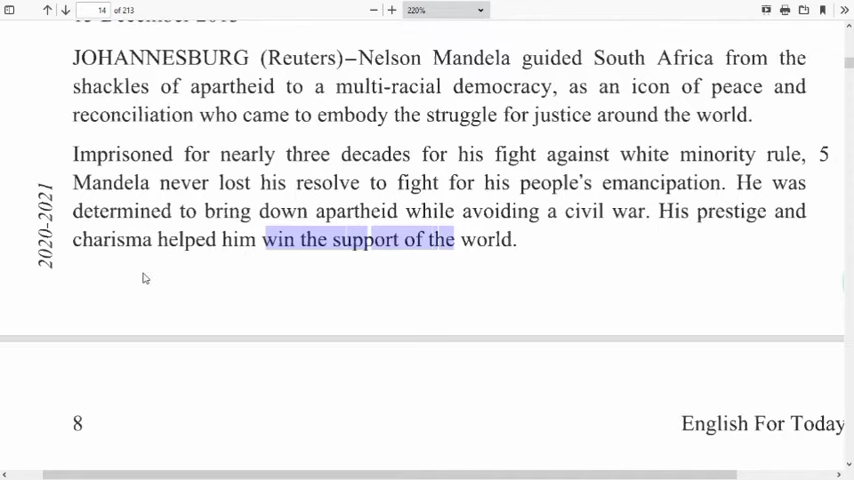 14 of 213
220%
JOHANNESBURG (Reuters)–Nelson Mandela guided South Africa from the
shackles of apartheid to a multi-racial democracy, as an icon of peace and
reconciliation who came to embody the struggle for justice around the world.
Imprisoned for nearly three decades for his fight against white minority rule, 5
Mandela never lost his resolve to fight for his people's emancipation. He was
determined to bring down apartheid while avoiding a civil war. His prestige and
charisma helped him win the support of the world.
2020-2021
8
English For Today